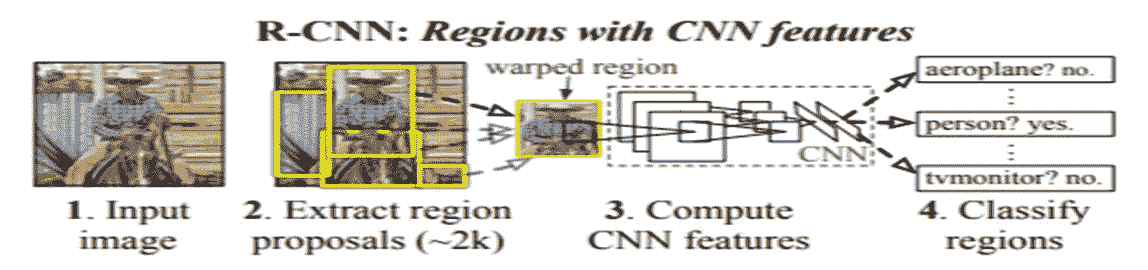 R-CNN: Regions with CNN features
warped region
aeroplane? no.
person? yes.
tvmonitor? no.
CNN
1. Input
image
2. Extract region
proposals (~2k)
3. Compute
CNN features
4. Classify
regions